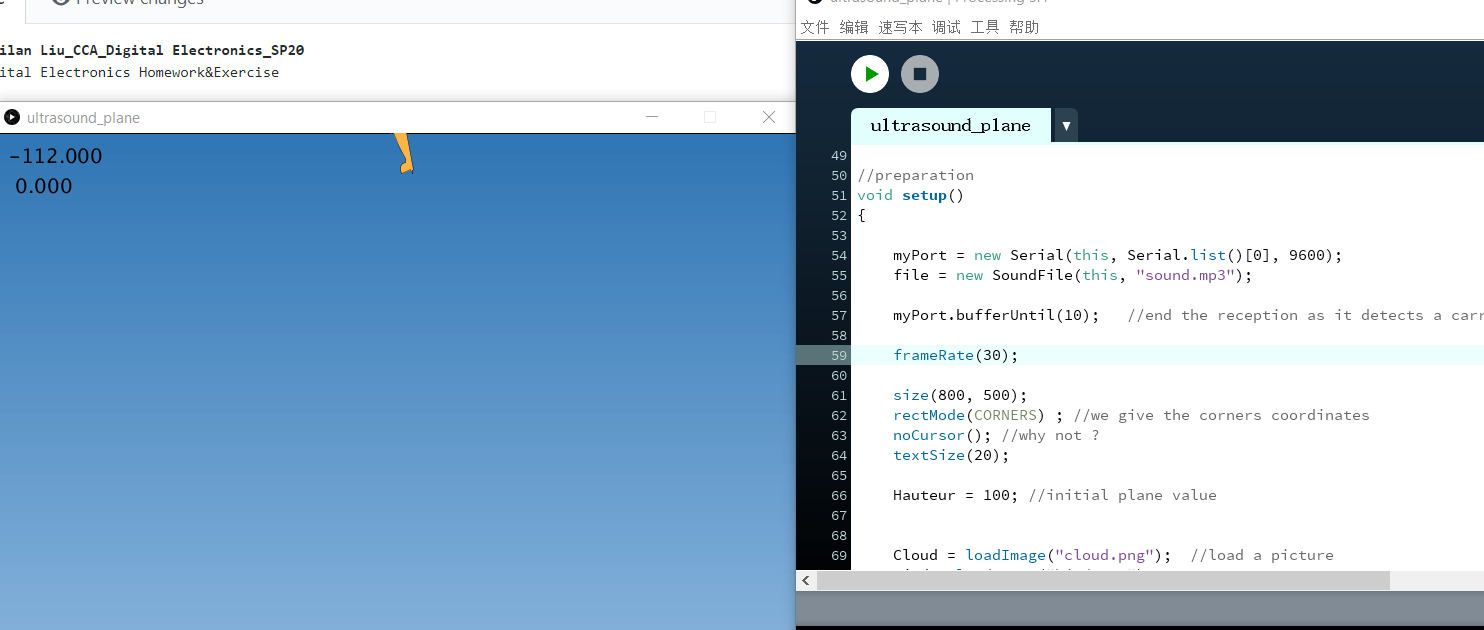 Preview changes
ilan Liu_CCA_Digital Electronics_SP20
ital Electronics Homework&Exercise
ultrasound_plane
-112.000
0.000
ultrasound_plane | Processing
文件 编辑 速写本 调试 工具 帮助
ultrasound_plane
49
50 //preparation
51 void setup()
52 {
53
54 myPort = new Serial(this, Serial.list()[0], 9600);
55 file = new SoundFile(this, "sound.mp3");
56
57 myPort.bufferUntil(10); //end the reception as it detects a carr
58
59 frameRate(30);
60
61 size(800, 500);
62 rectMode(CORNERS) ; //we give the corners coordinates
63 noCursor(); //why not ?
64 textSize(20);
65
66 Hauteur = 100; //initial plane value
67
68
69 Cloud = loadImage("cloud.png"); //load a picture